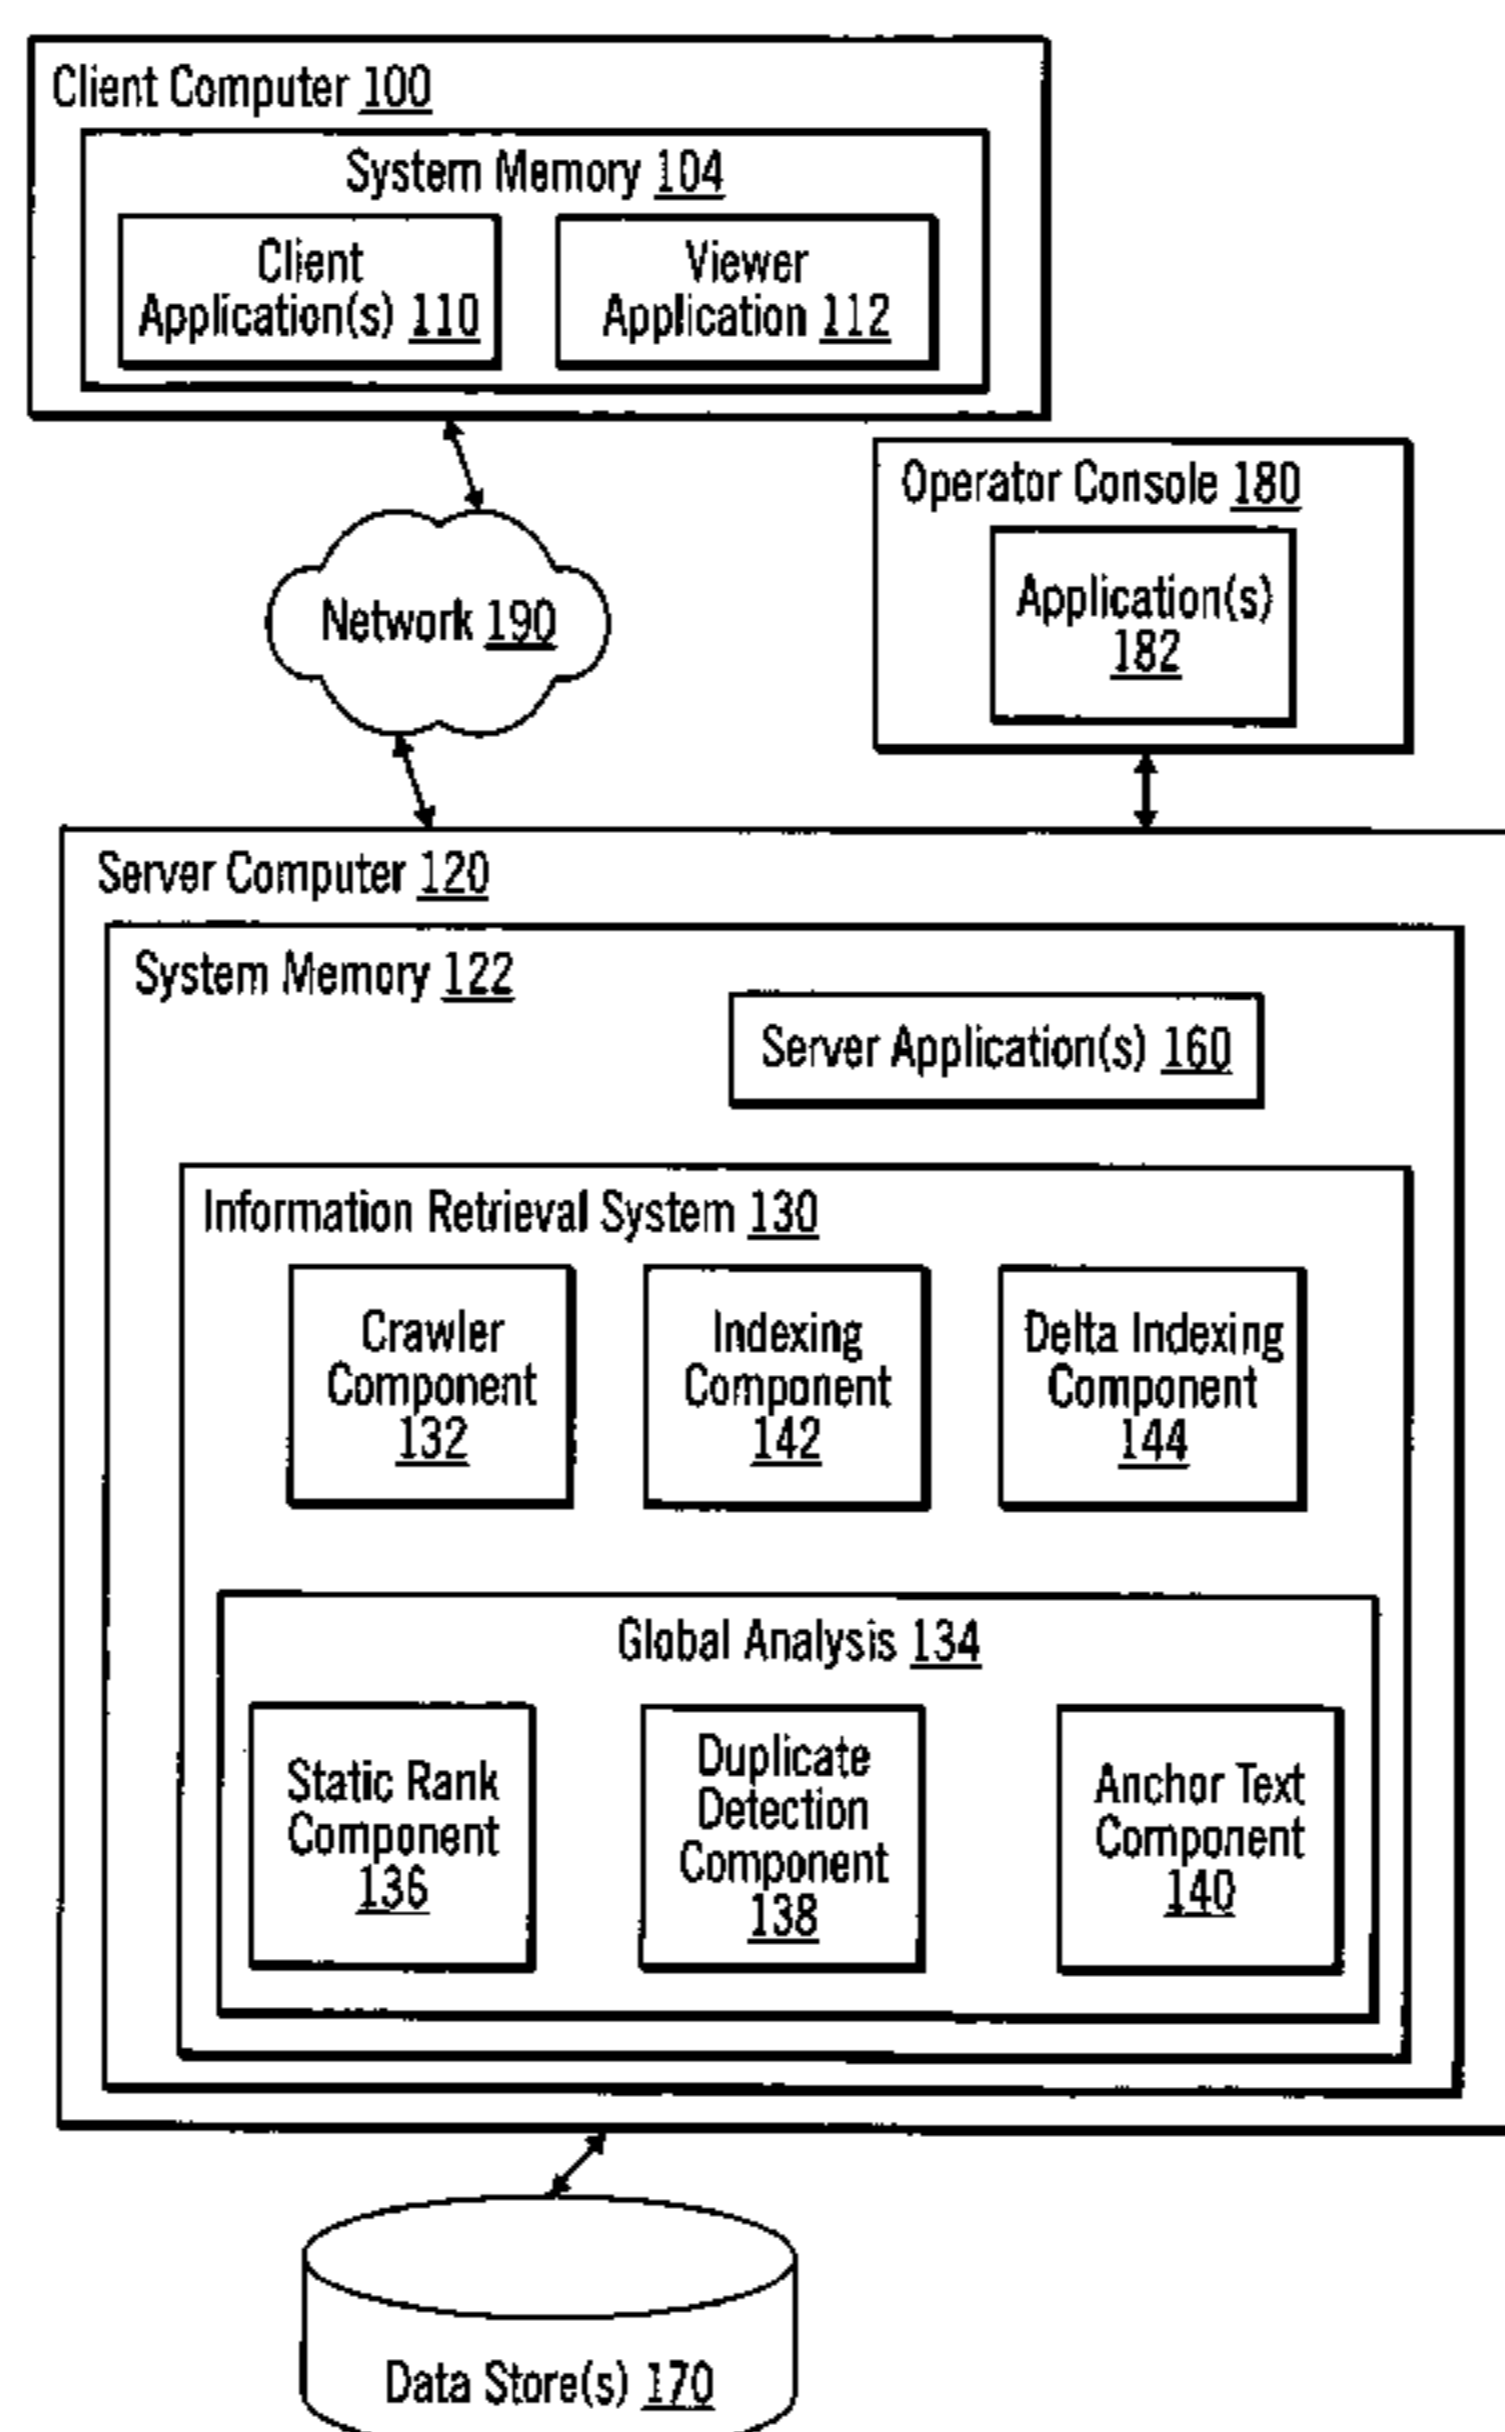 Client Computer 100
System Memory 104
Client
Application(s) 110
Viewer
Application 112
Operator Console 180
Application(s)
182
Network 190
Server Computer 120
System Memory 122
Server Application(s) 160
Information Retrieval System 130
Crawler
Component
132
Indexing
Component
142
Delta Indexing
Component
144
Global Analysis 134
Static Rank
Component
136
Duplicate
Detection
Component
138
Anchor Text
Component
140
Data Store(s) 170